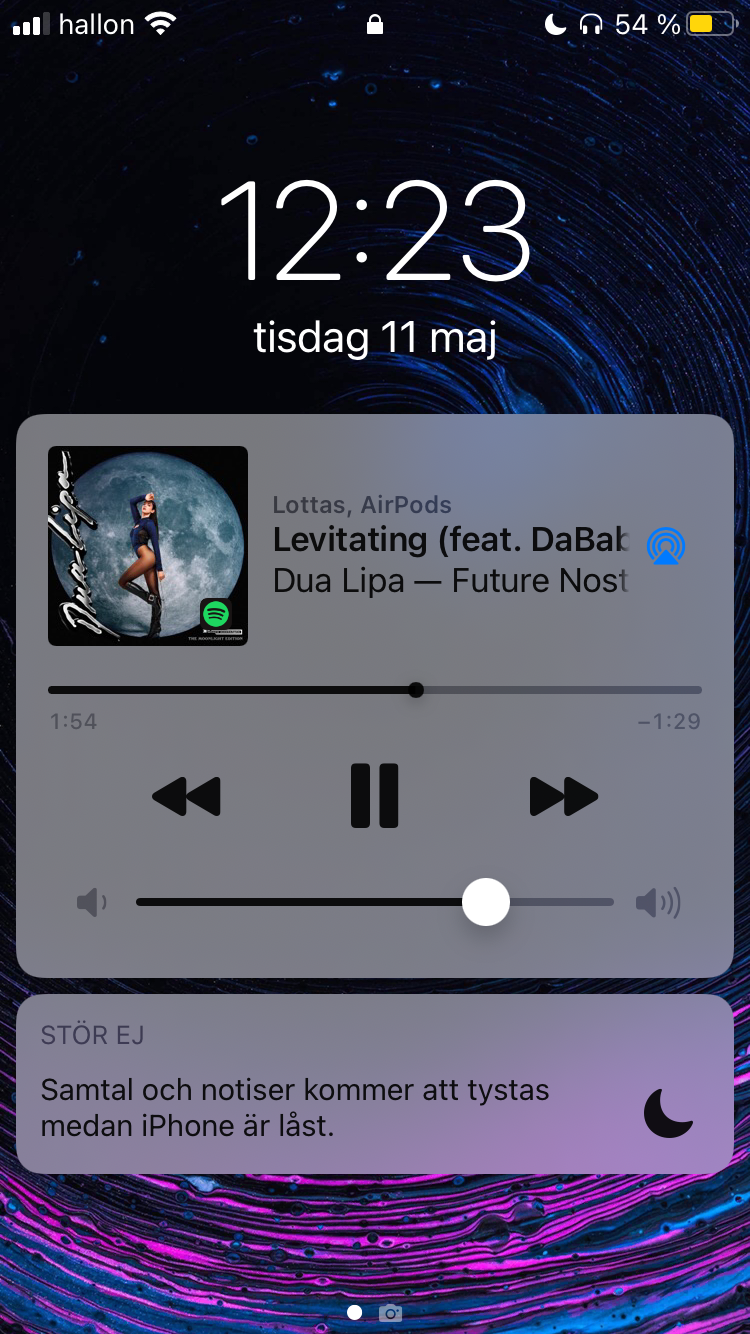 hallon 54 %
12:23
tisdag 11 maj
Dua Lipa
THE MOONLIGHT EDITION
Lottas, AirPods
Levitating (feat. DaBab
Dua Lipa — Future Nost
1:54 −1:29
STÖR EJ
Samtal och notiser kommer att tystas
medan iPhone är låst.